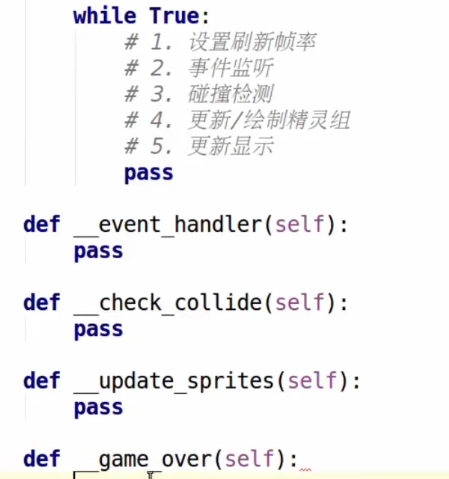 while True:
# 1. 设置刷新帧率
# 2. 事件监听
# 3. 碰撞检测
# 4. 更新/绘制精灵组
# 5. 更新显示
pass
def __event_handler(self):
pass
def __check_collide(self):
pass
def __update_sprites(self):
pass
def __game_over(self):